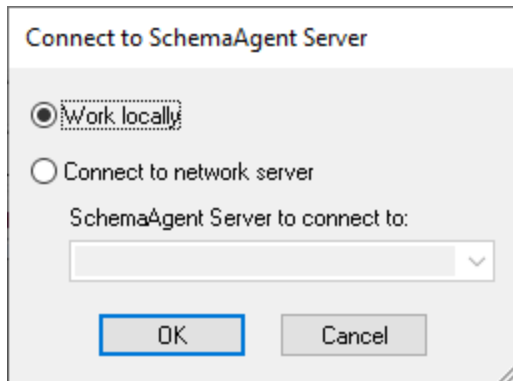 Connect to SchemaAgent Server
Work locally
Connect to network server
SchemaAgent Server to connect to:
OK
Cancel